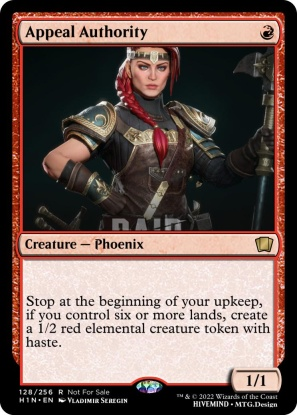 Appeal Authority
RAID
Creature — Phoenix
Stop at the beginning of your upkeep,
if you control six or more lands, create
a 1/2 red elemental creature token with
haste.
1/1
128/256 R Not For Sale
H1N • EN Vladimir Seregin
™ & © 2022 Wizards of the Coast
HIVEMIND • MTG.Design